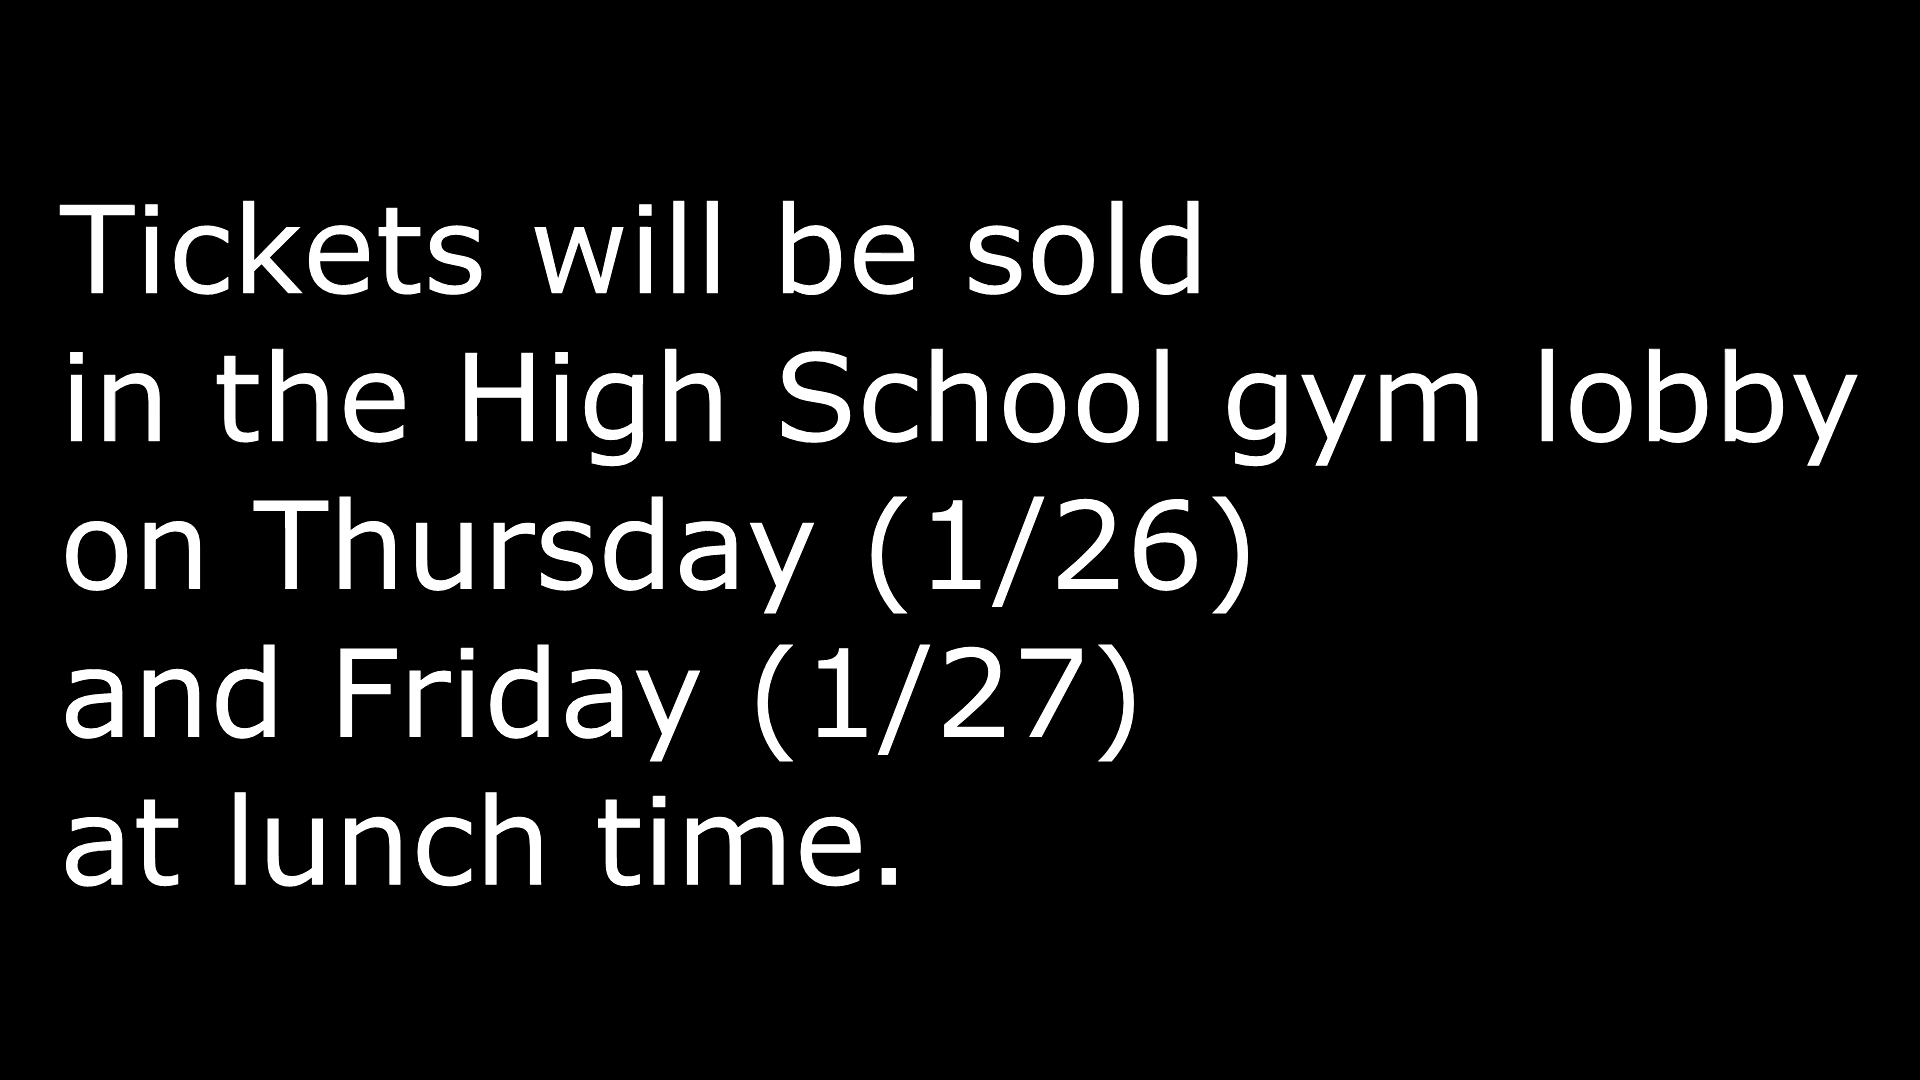 Tickets will be sold
in the High School gym lobby
on Thursday (1/26)
and Friday (1/27)
at lunch time.